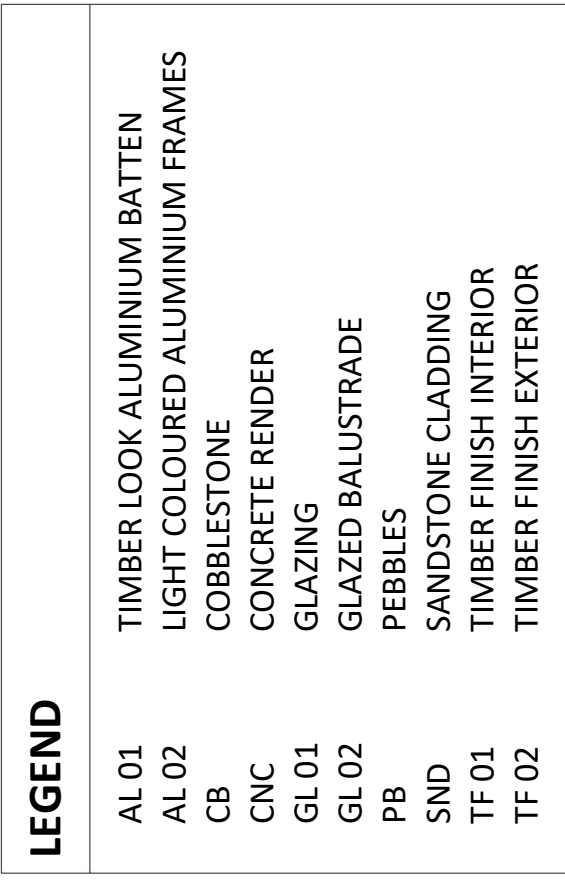 LEGEND
AL 01 TIMBER LOOK ALUMINIUM BATTEN
AL 02 LIGHT COLOURED ALUMINIUM FRAMES
CB COBBLESTONE
CNC CONCRETE RENDER
GL 01 GLAZING
GL 02 GLAZED BALUSTRADE
PB PEBBLES
SND SANDSTONE CLADDING
TF 01 TIMBER FINISH INTERIOR
TF 02 TIMBER FINISH EXTERIOR